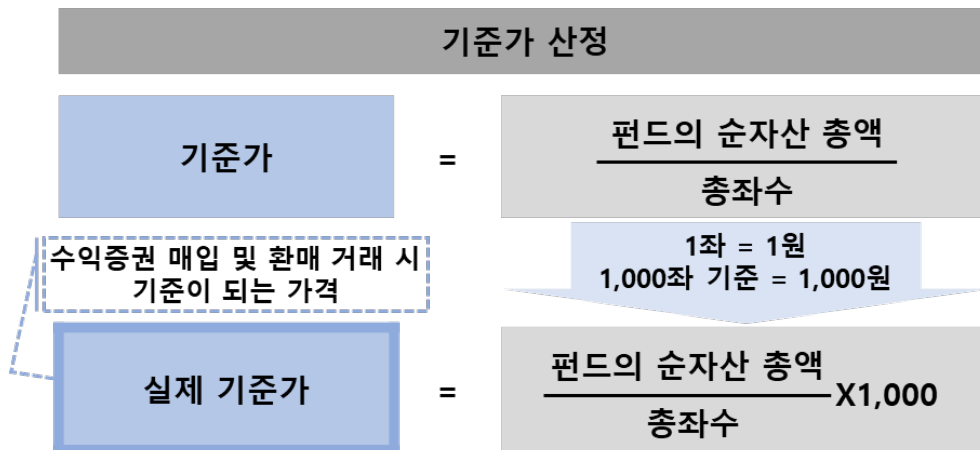 기준가 산정
기준가
=
펀드의 순자산 총액
총좌수
수익증권 매입 및 환매 거래 시
기준이 되는 가격
1좌 = 1원
1,000좌 기준 = 1,000원
실제 기준가
=
펀드의 순자산 총액
총좌수
X1,000